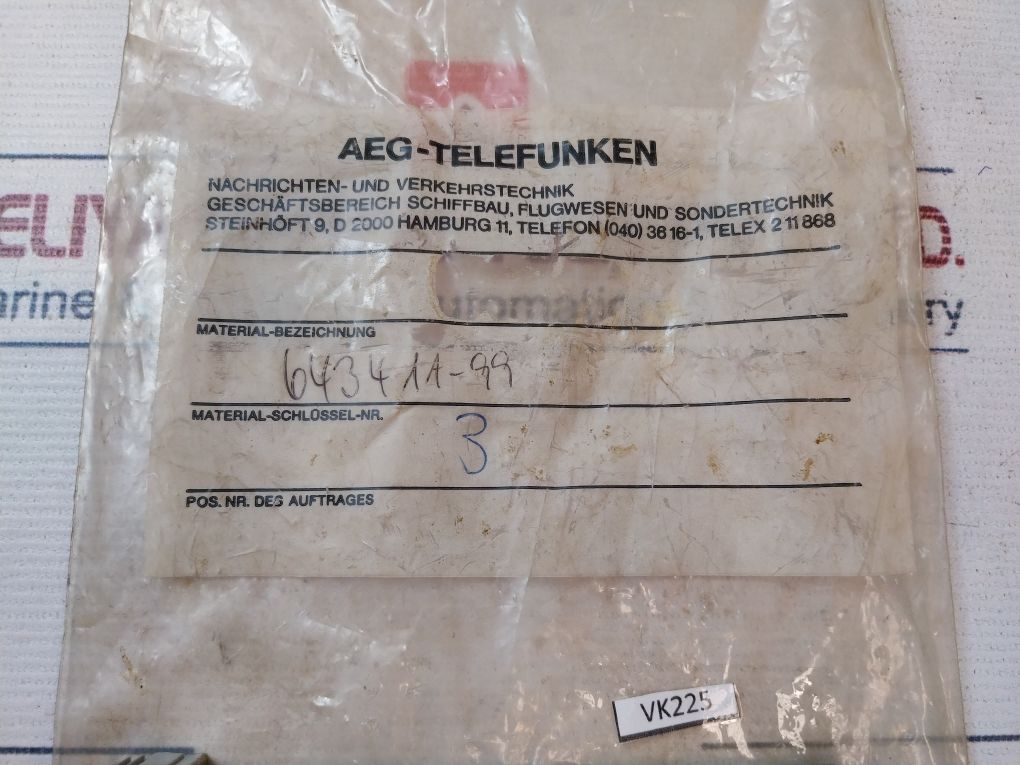 AEG-TELEFUNKEN
NACHRICHTEN- UND VERKEHRSTECHNIK
GESCHÄFTSBEREICH SCHIFFBAU, FLUGWESEN UND SONDERTECHNIK
STEINHÖFT 9, D 2000 HAMBURG 11, TELEFON (040) 36 16-1, TELEX 2 11 868
utomation
MATERIAL-BEZEICHNUNG
643411-99
MATERIAL-SCHLÜSSEL-NR.
3
POS. NR. DES AUFTRAGES
VK225